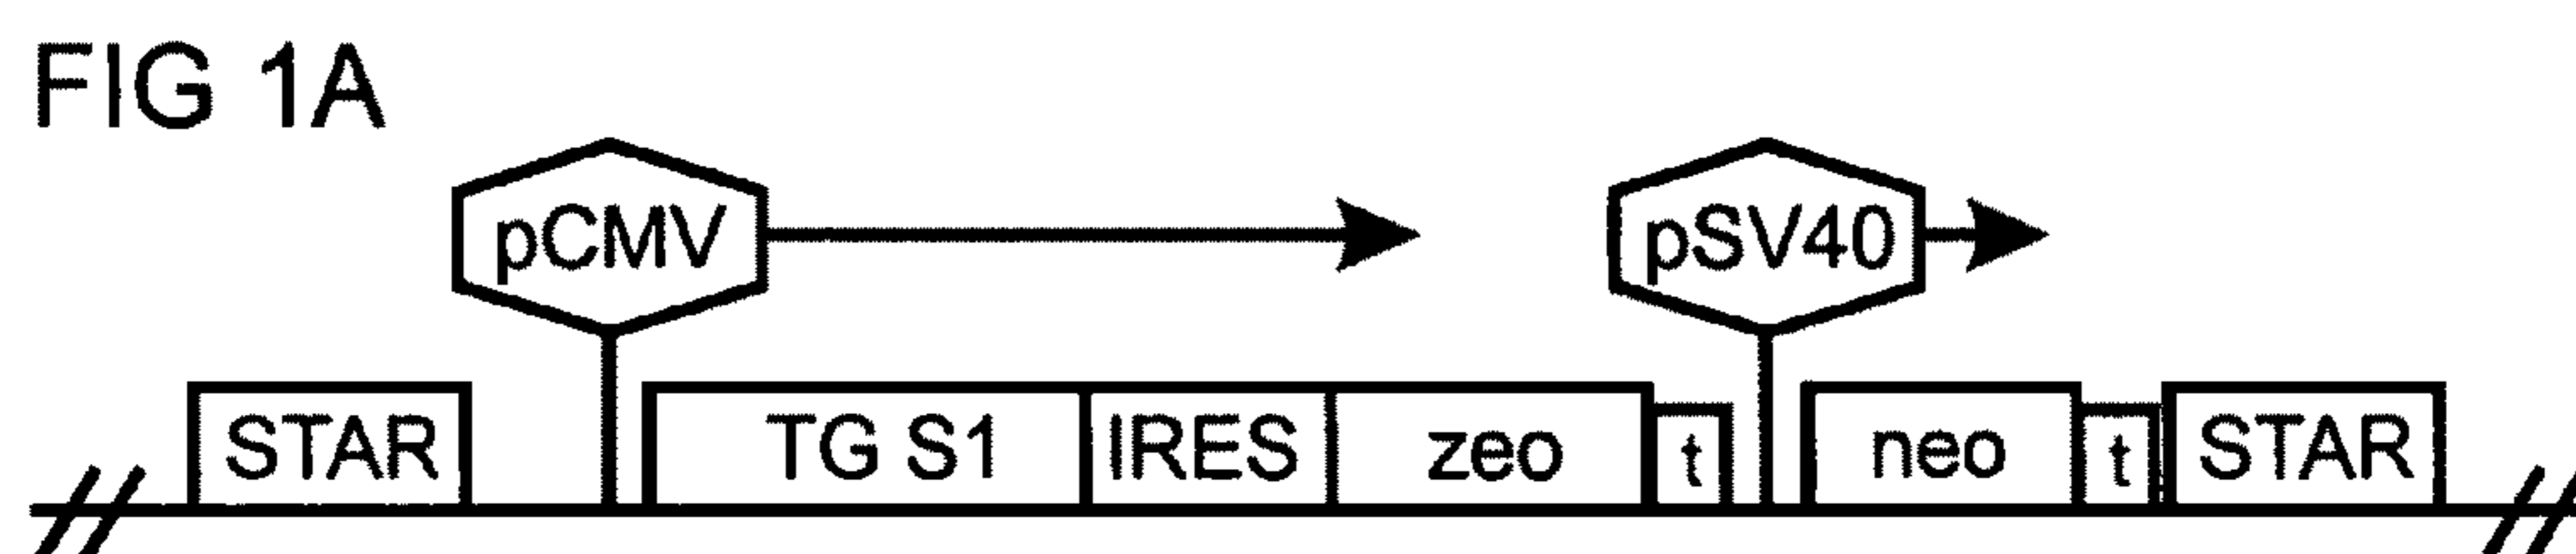 FIG 1A
pCMV pSV40
STAR TG S1 IRES zeo t neo t STAR